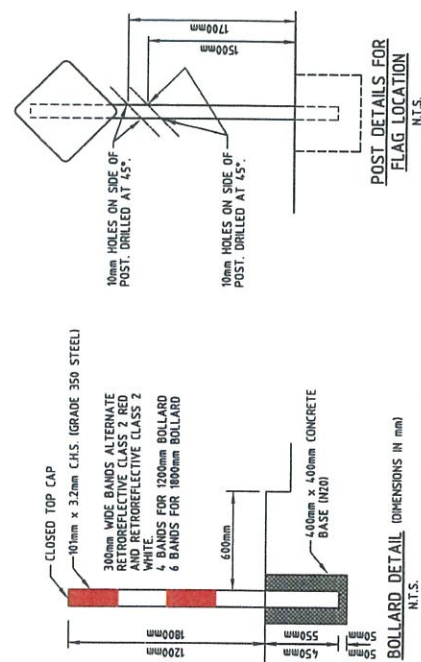 CLOSED TOP CAP
101mm x 3.2mm C.H.S. (GRADE 350 STEEL)
300mm WIDE BANDS ALTERNATE
RETROREFLECTIVE CLASS 2 RED
AND RETROREFLECTIVE CLASS 2
WHITE.
4 BANDS FOR 1200mm BOLLARD
6 BANDS FOR 1800mm BOLLARD
600mm
400mm x 400mm CONCRETE
BASE (N20)
1800mm
1200mm
550mm
450mm
50mm
50mm
BOLLARD DETAIL (DIMENSIONS IN mm)
N.T.S.
10mm HOLES ON SIDE OF
POST. DRILLED AT 45°.
10mm HOLES ON SIDE OF
POST. DRILLED AT 45°.
1700mm
1500mm
POST DETAILS FOR
FLAG LOCATION
N.T.S.